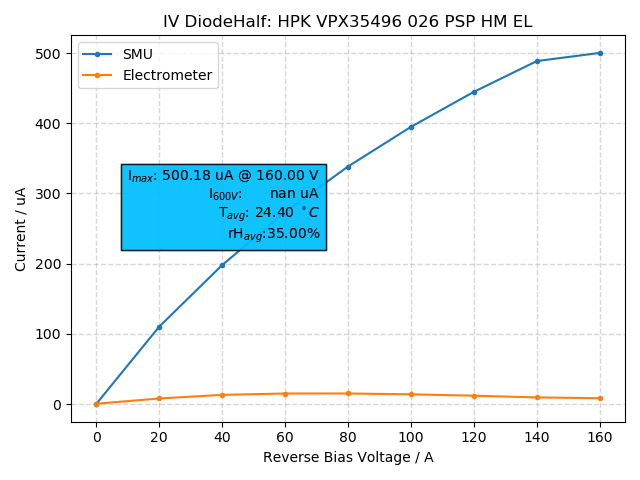 IV DiodeHalf: HPK VPX35496 026 PSP HM EL
SMU
Electrometer
I_max: 500.18 uA @ 160.00 V
I_600V: nan uA
T_avg: 24.40 °C
rH_avg:35.00%
Current / uA
500
400
300
200
100
0
0 20 40 60 80 100 120 140 160
Reverse Bias Voltage / A